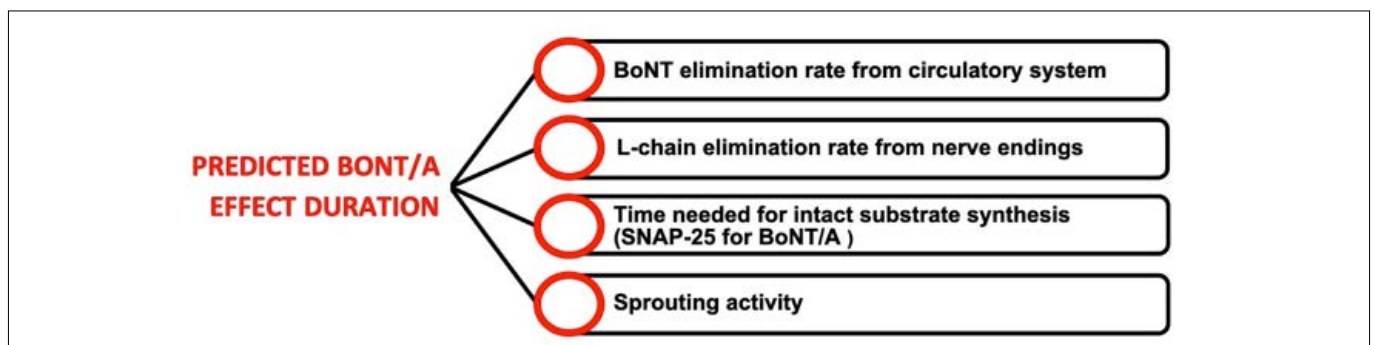 PREDICTED BONT/A
EFFECT DURATION
BoNT elimination rate from circulatory system
L-chain elimination rate from nerve endings
Time needed for intact substrate synthesis
(SNAP-25 for BoNT/A )
Sprouting activity